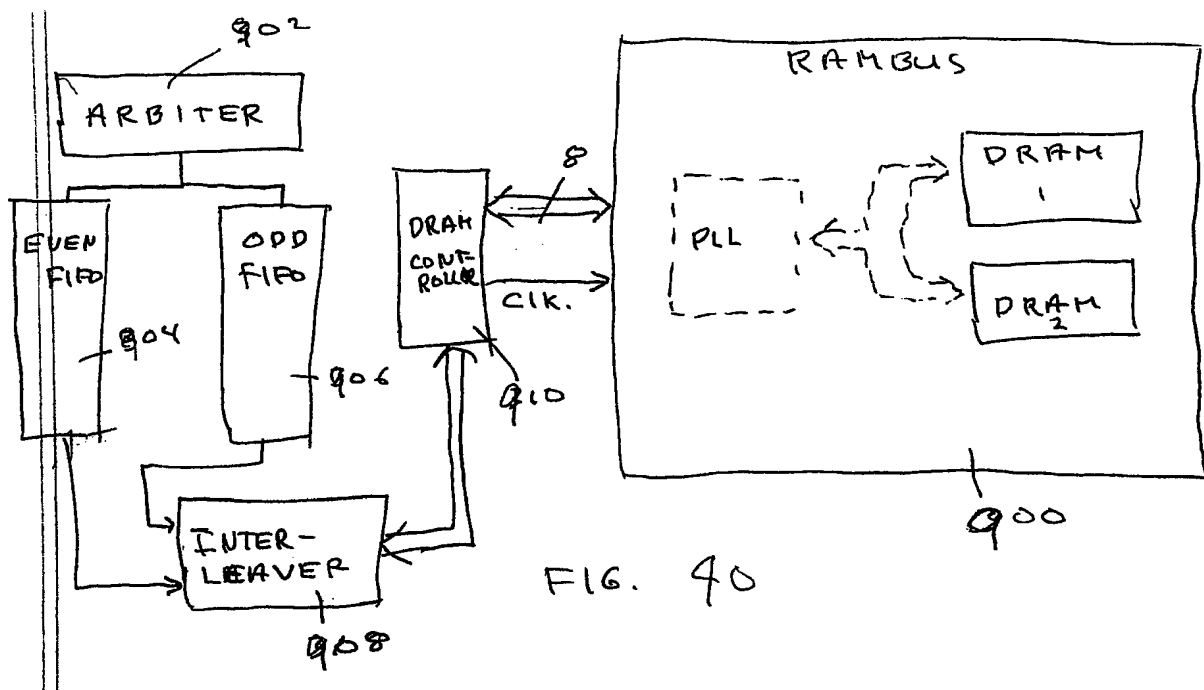 902
ARBITER
EVEN
FIFO
904
ODD
FIFO
906
INTER-
LEAVER
908
DRAM
CONT-
ROLLER
910
8
Clk.
RAMBUS
PLL
DRAM
1
DRAM
2
900
FIG. 40